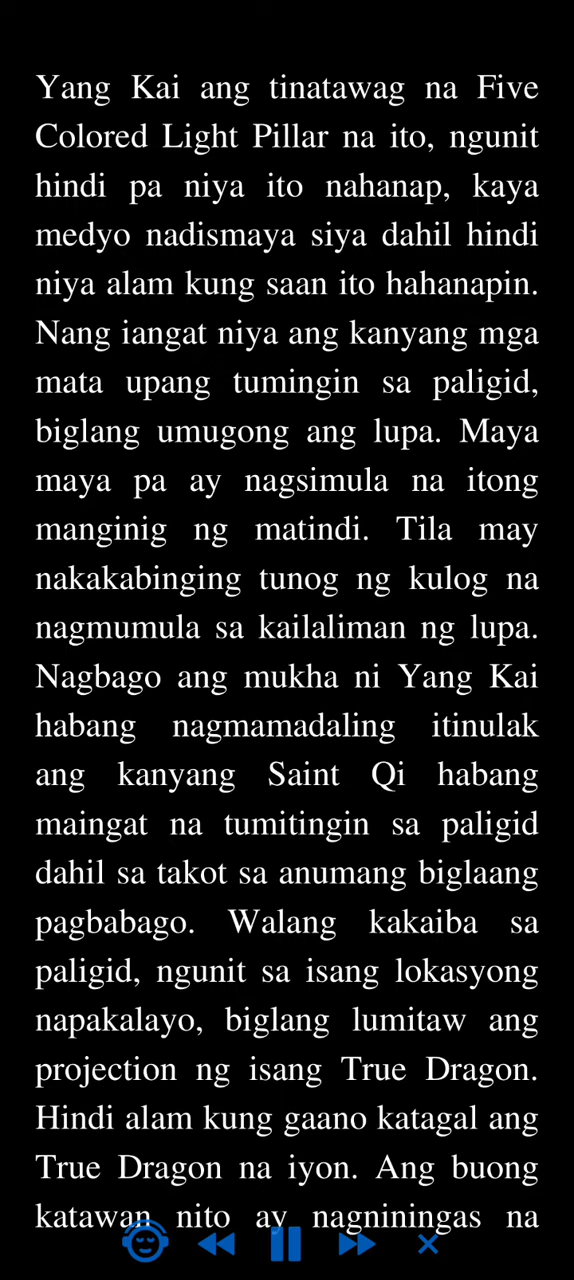 Yang Kai ang tinatawag na Five
Colored Light Pillar na ito, ngunit
hindi pa niya ito nahanap, kaya
medyo nadismaya siya dahil hindi
niya alam kung saan ito hahanapin.
Nang iangat niya ang kanyang mga
mata upang tumingin sa paligid,
biglang umugong ang lupa. Maya
maya pa ay nagsimula na itong
manginig ng matindi. Tila may
nakakabinging tunog ng kulog na
nagmumula sa kailaliman ng lupa.
Nagbago ang mukha ni Yang Kai
habang nagmamadaling itinulak
ang kanyang Saint Qi habang
maingat na tumitingin sa paligid
dahil sa takot sa anumang biglaang
pagbabago. Walang kakaiba sa
paligid, ngunit sa isang lokasyong
napakalayo, biglang lumitaw ang
projection ng isang True Dragon.
Hindi alam kung gaano katagal ang
True Dragon na iyon. Ang buong
katawan nito ay nagniningas na